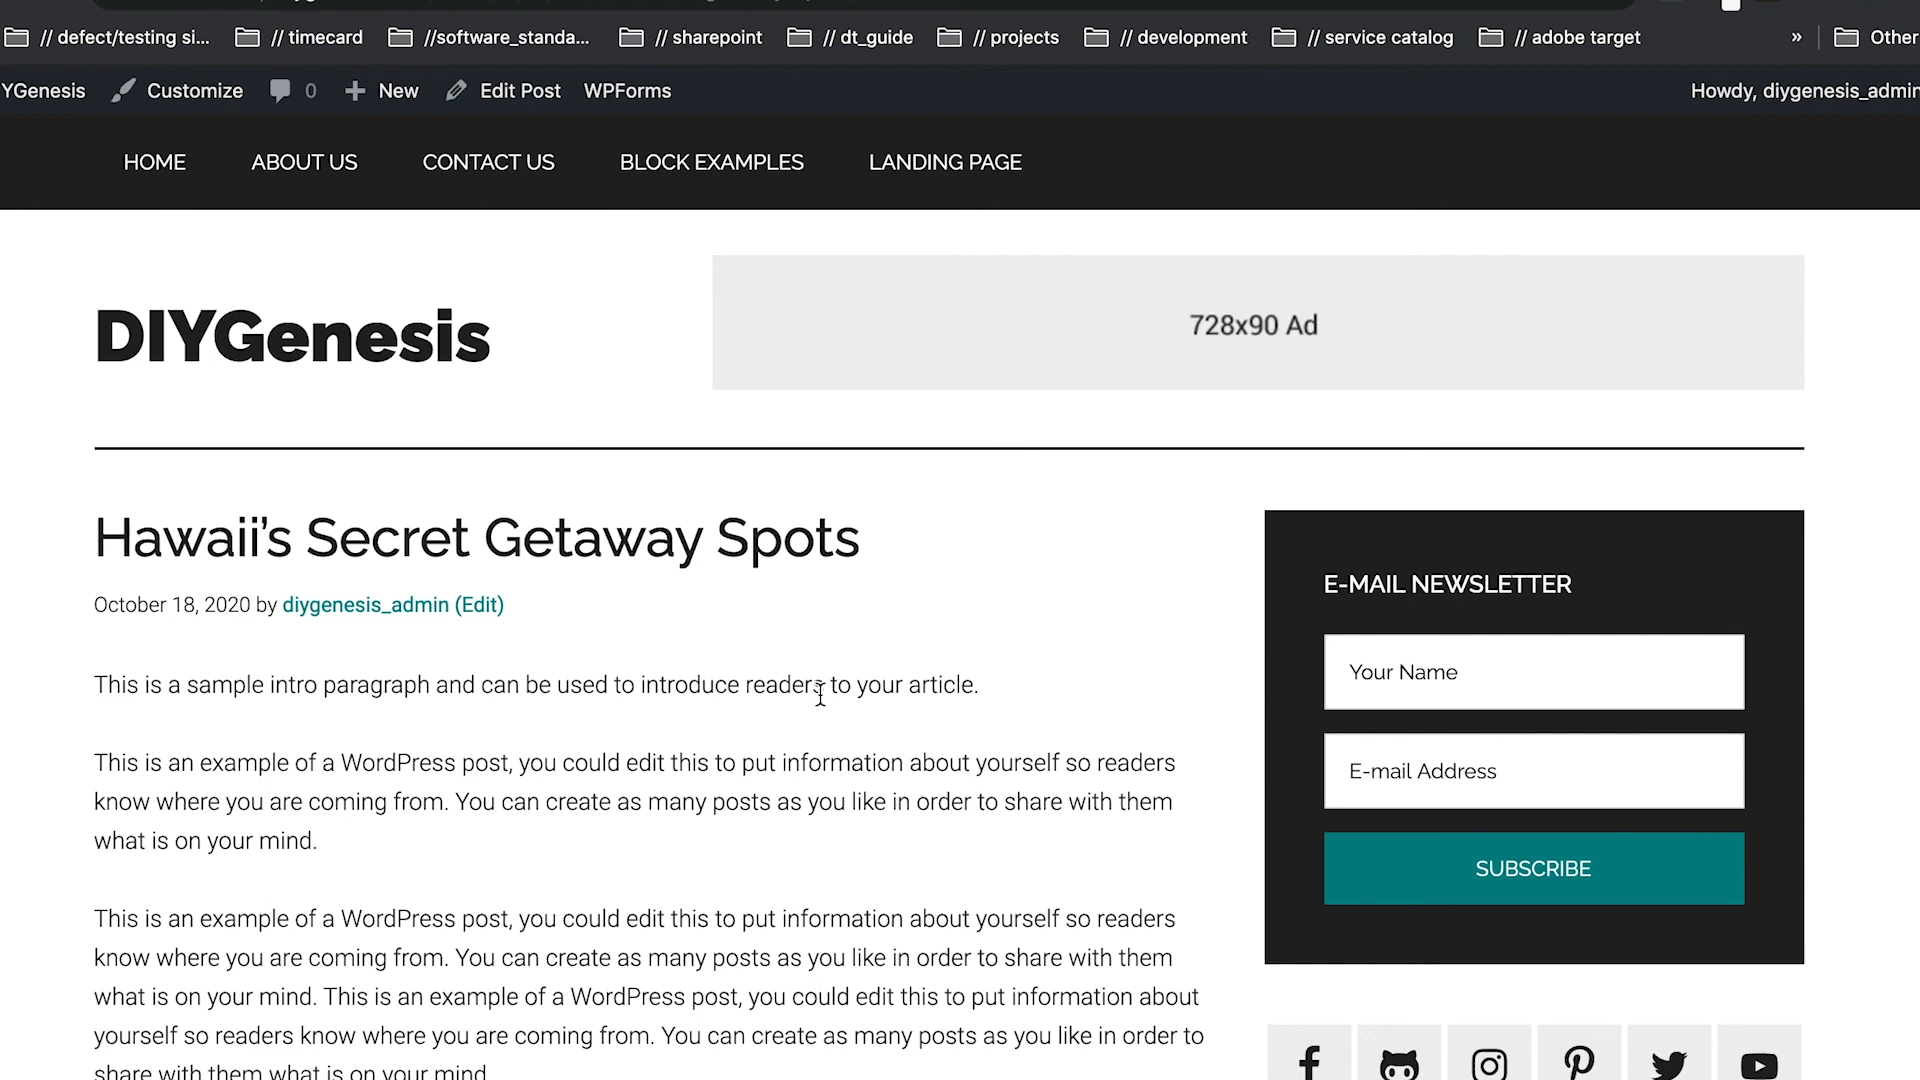 // defect/testing si... // timecard //software_standa... // sharepoint // dt_guide // projects // development // service catalog // adobe target » Other
YGenesis Customize 0 New Edit Post WPForms Howdy, diygenesis_admin
HOME ABOUT US CONTACT US BLOCK EXAMPLES LANDING PAGE
DIYGenesis
728x90 Ad
Hawaii's Secret Getaway Spots
October 18, 2020 by diygenesis_admin (Edit)
This is a sample intro paragraph and can be used to introduce readers to your article.
This is an example of a WordPress post, you could edit this to put information about yourself so readers
know where you are coming from. You can create as many posts as you like in order to share with them
what is on your mind.
This is an example of a WordPress post, you could edit this to put information about yourself so readers
know where you are coming from. You can create as many posts as you like in order to share with them
what is on your mind. This is an example of a WordPress post, you could edit this to put information about
yourself so readers know where you are coming from. You can create as many posts as you like in order to
share with them what is on your mind.
E-MAIL NEWSLETTER
Your Name
E-mail Address
SUBSCRIBE